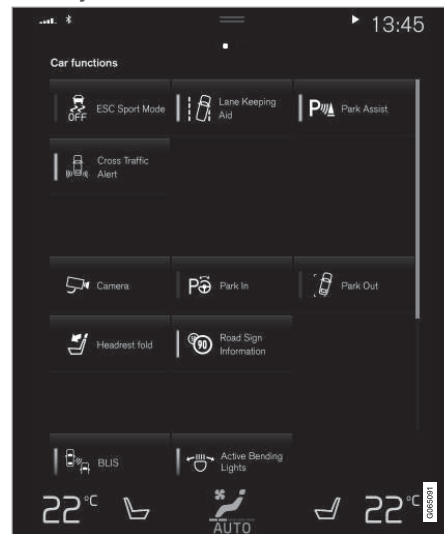 13:45
Car functions
OFF ESC Sport Mode
Lane Keeping
Aid
P Park Assist
Cross Traffic
Alert
Camera
P Park In
Park Out
Headrest fold
90 Road Sign
Information
BLIS
Active Bending
Lights
22°C
AUTO
22°C
G065091